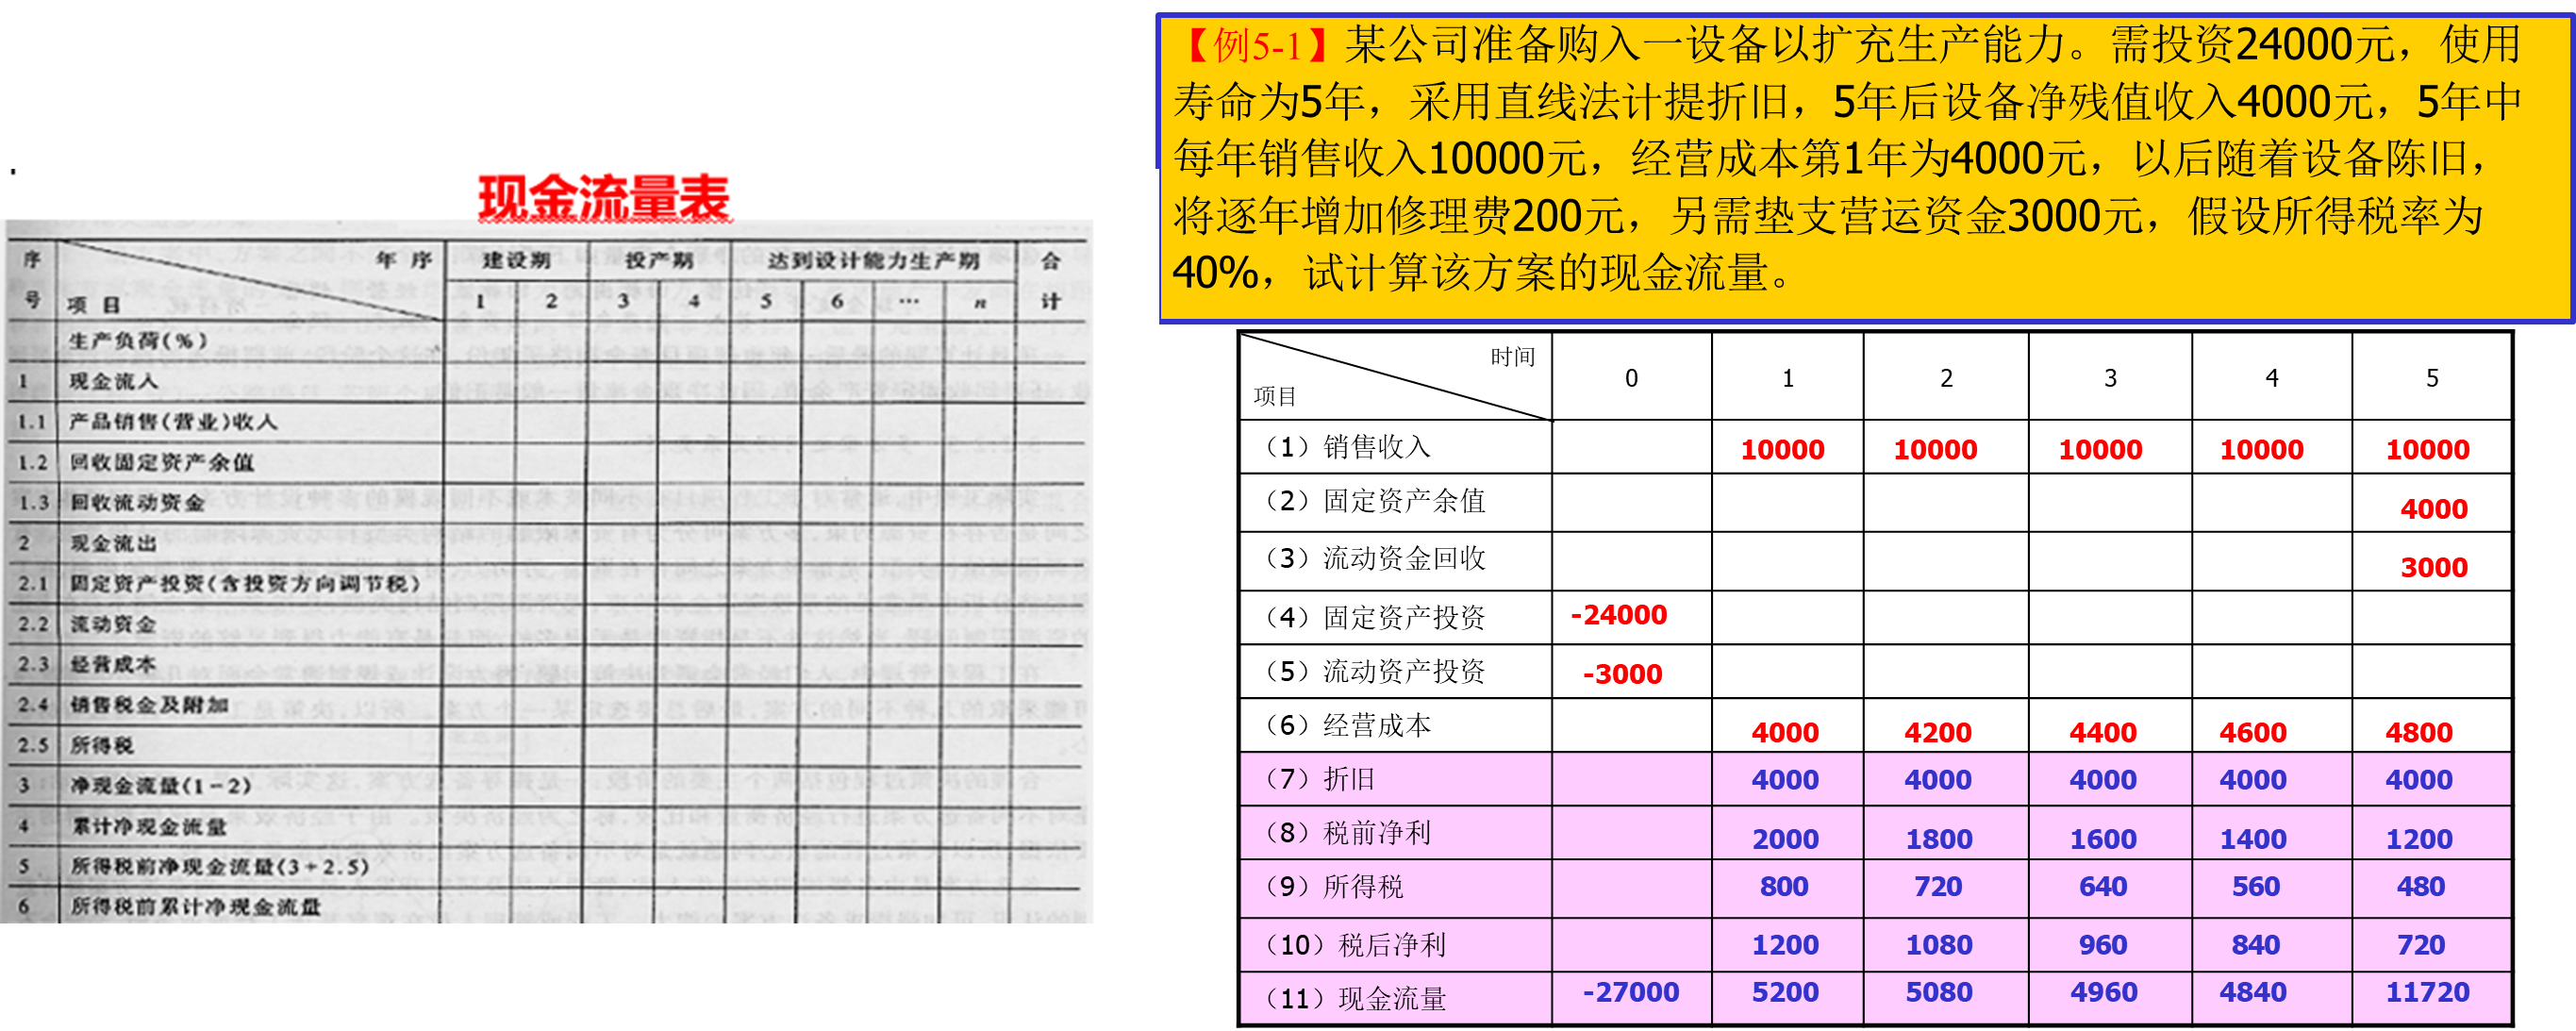 .
现金流量表
序号 项目 年序 建设期 投产期 达到设计能力生产期 合计
1 2 3 4 5 6 … n
生产负荷(%)
1 现金流入
1.1 产品销售(营业)收入
1.2 回收固定资产余值
1.3 回收流动资金
2 现金流出
2.1 固定资产投资(含投资方向调节税)
2.2 流动资金
2.3 经营成本
2.4 销售税金及附加
2.5 所得税
3 净现金流量(1-2)
4 累计净现金流量
5 所得税前净现金流量(3+2.5)
6 所得税前累计净现金流量
【例5-1】某公司准备购入一设备以扩充生产能力。需投资24000元，使用
寿命为5年，采用直线法计提折旧，5年后设备净残值收入4000元，5年中
每年销售收入10000元，经营成本第1年为4000元，以后随着设备陈旧，
将逐年增加修理费200元，另需垫支营运资金3000元，假设所得税率为
40%，试计算该方案的现金流量。
项目 时间 0 1 2 3 4 5
（1）销售收入 10000 10000 10000 10000 10000
（2）固定资产余值 4000
（3）流动资金回收 3000
（4）固定资产投资 -24000
（5）流动资产投资 -3000
（6）经营成本 4000 4200 4400 4600 4800
（7）折旧 4000 4000 4000 4000 4000
（8）税前净利 2000 1800 1600 1400 1200
（9）所得税 800 720 640 560 480
（10）税后净利 1200 1080 960 840 720
（11）现金流量 -27000 5200 5080 4960 4840 11720